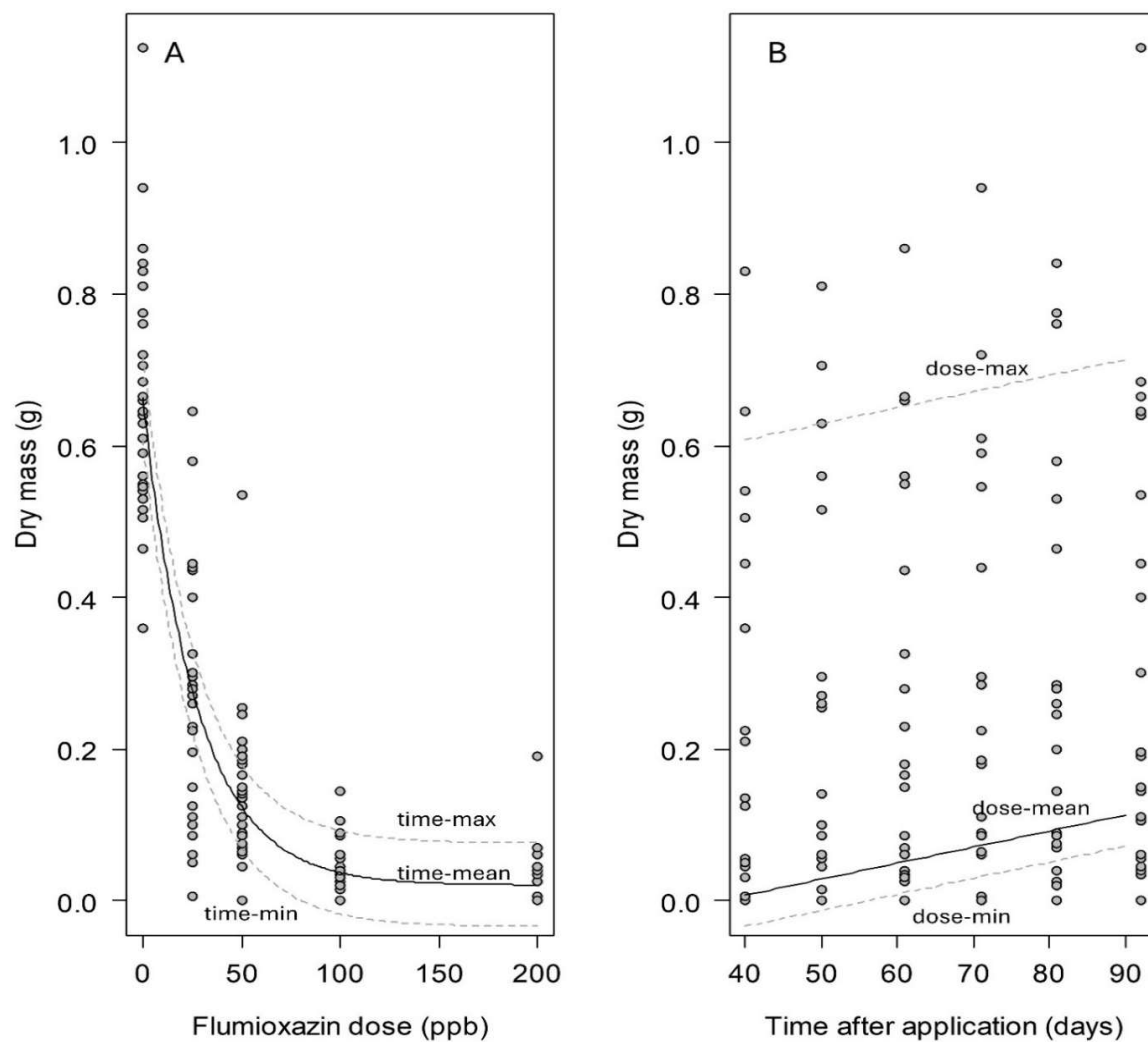 A
1.0
0.8
0.6
0.4
0.2
0.0
Dry mass (g)
time-max
time-mean
time-min
0
50
100
150
200
Flumioxazin dose (ppb)
B
1.0
0.8
0.6
0.4
0.2
0.0
Dry mass (g)
dose-max
dose-mean
dose-min
40
50
60
70
80
90
Time after application (days)